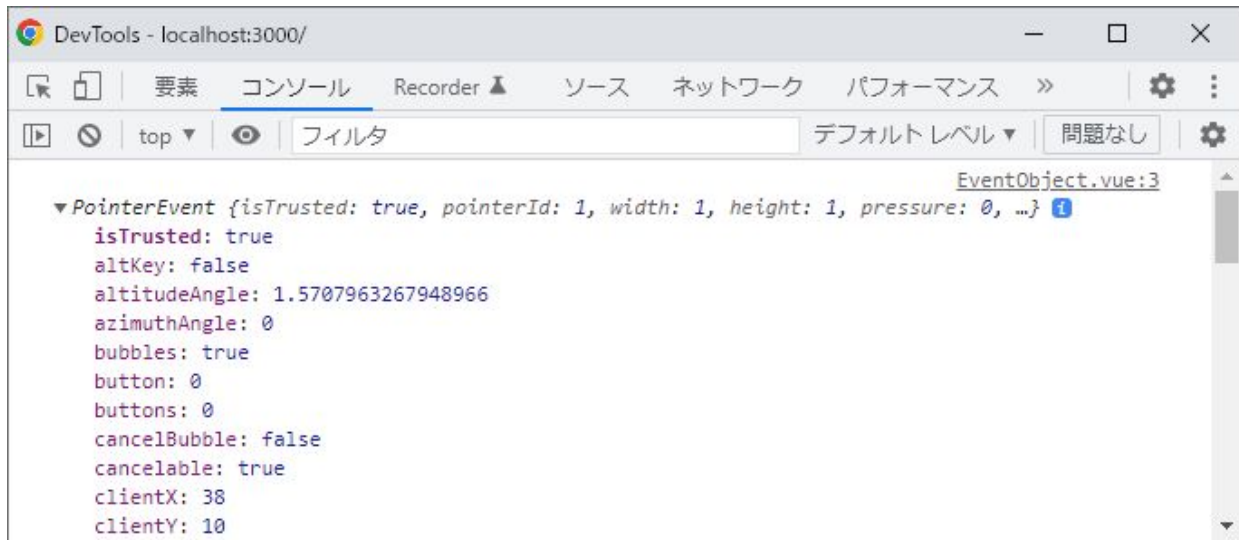 DevTools - localhost:3000/
要素 コンソール Recorder ソース ネットワーク パフォーマンス »
top ▼ フィルタ デフォルト レベル ▼ 問題なし
EventObject.vue:3
▼PointerEvent {isTrusted: true, pointerId: 1, width: 1, height: 1, pressure: 0, …} i
isTrusted: true
altKey: false
altitudeAngle: 1.5707963267948966
azimuthAngle: 0
bubbles: true
button: 0
buttons: 0
cancelBubble: false
cancelable: true
clientX: 38
clientY: 10